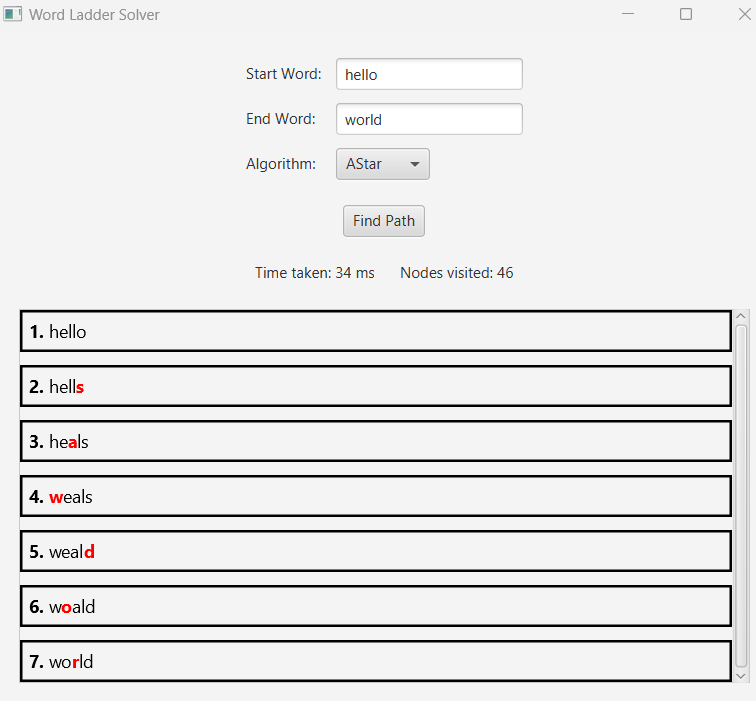 Word Ladder Solver
Start Word: hello
End Word: world
Algorithm: AStar
Find Path
Time taken: 34 ms Nodes visited: 46
1. hello
2. hells
3. heals
4. weals
5. weald
6. woald
7. world